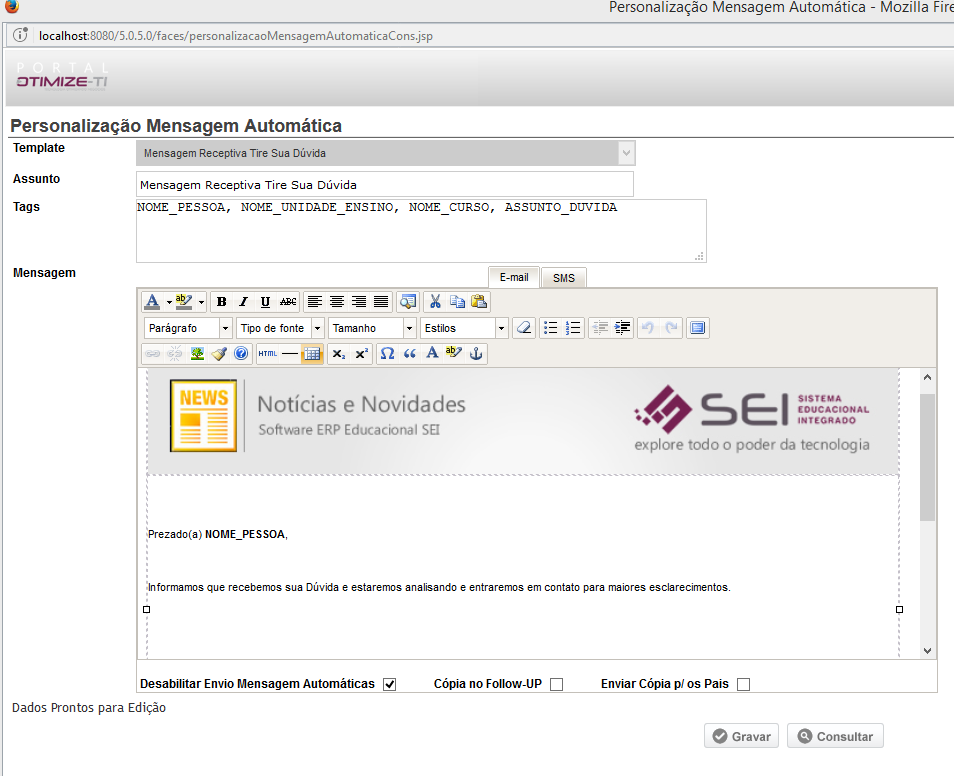 Personalização Mensagem Automática - Mozilla Fire
localhost:8080/5.0.5.0/faces/personalizacaoMensagemAutomaticaCons.jsp
PORTAL
OTIMIZE-TI
Personalização Mensagem Automática
Template Mensagem Receptiva Tire Sua Dúvida
Assunto Mensagem Receptiva Tire Sua Dúvida
Tags NOME_PESSOA, NOME_UNIDADE_ENSINO, NOME_CURSO, ASSUNTO_DUVIDA
Mensagem E-mail SMS
A ab B I U ABC
Parágrafo Tipo de fonte Tamanho Estilos
HTML x₂ x² Ω “ A ab
NEWS
Notícias e Novidades
Software ERP Educacional SEI
SEI SISTEMA
EDUCACIONAL
INTEGRADO
explore todo o poder da tecnologia
Prezado(a) NOME_PESSOA,
Informamos que recebemos sua Dúvida e estaremos analisando e entraremos em contato para maiores esclarecimentos.
Desabilitar Envio Mensagem Automáticas Cópia no Follow-UP Enviar Cópia p/ os Pais
Dados Prontos para Edição
Gravar Consultar